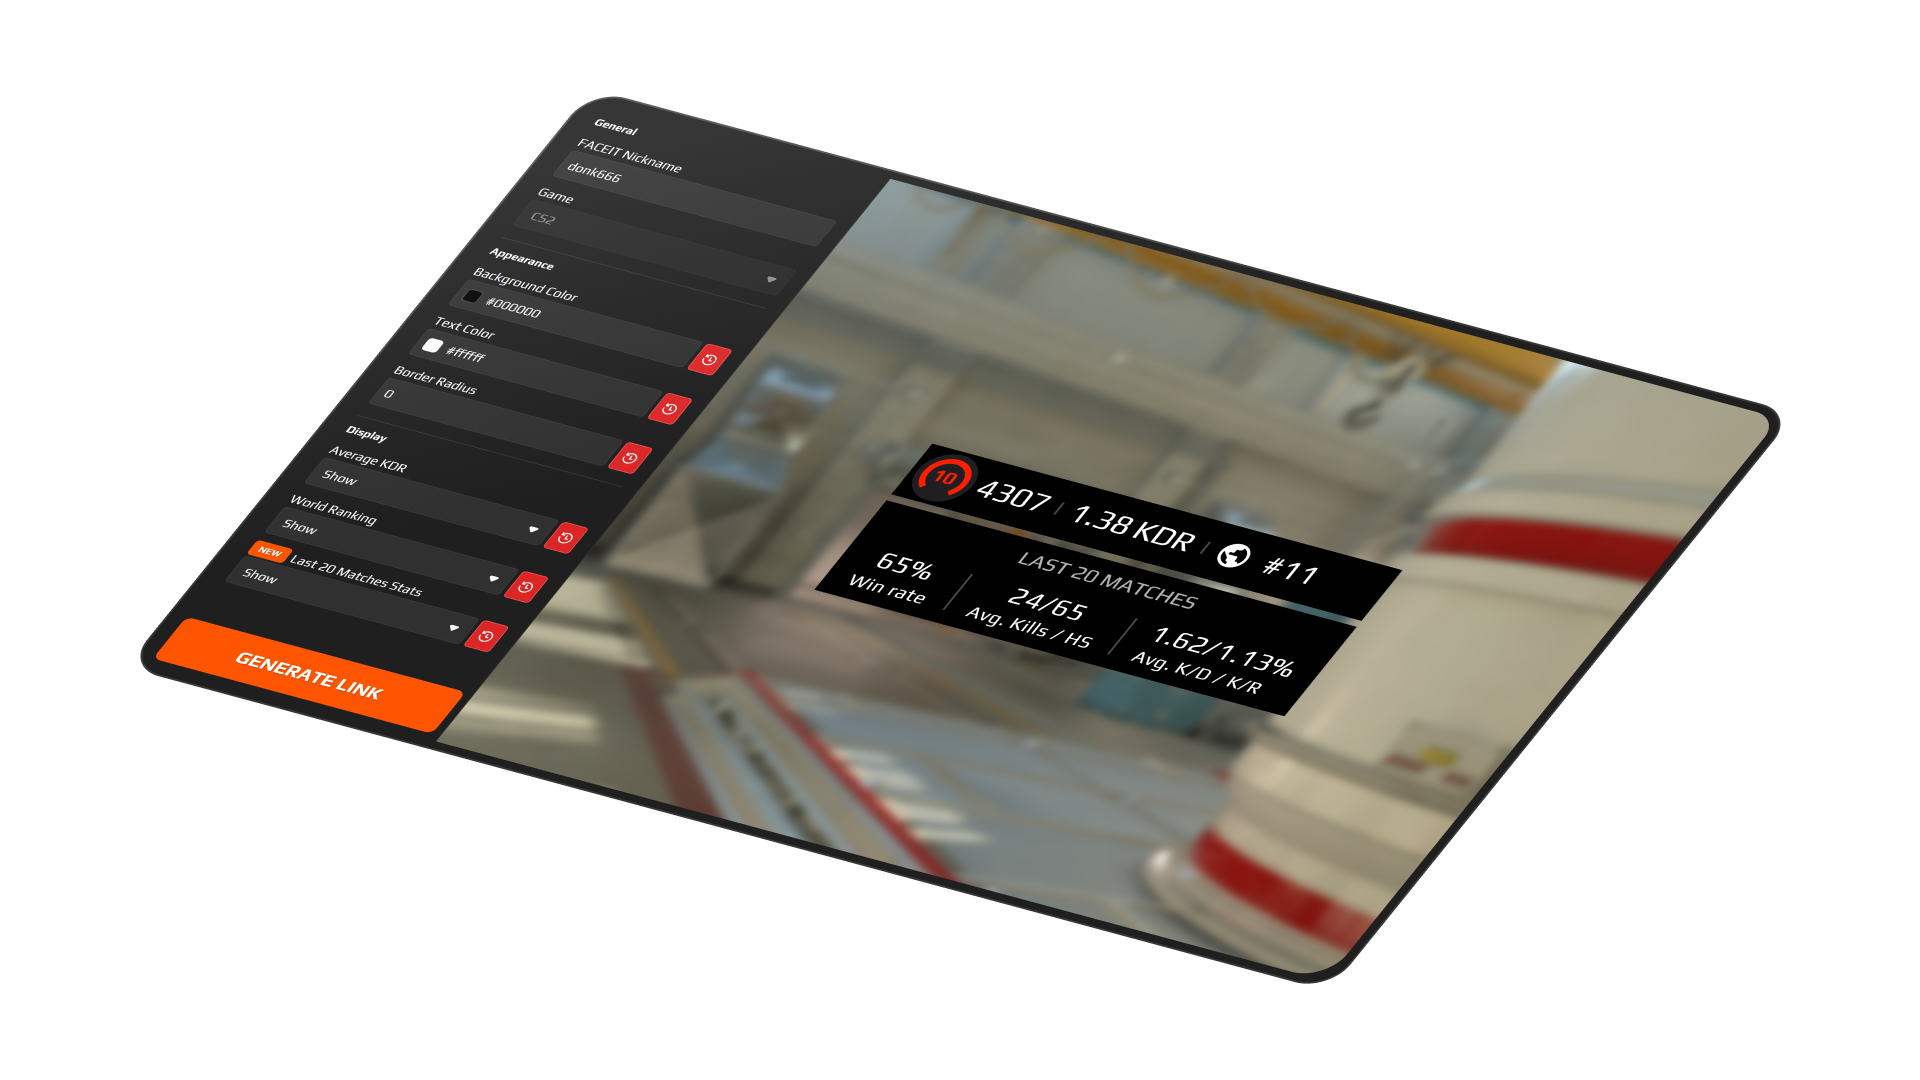 General
FACEIT Nickname
donk666
Game
CS2
Appearance
Background Color
#000000
Text Color
#ffffff
Border Radius
0
Display
Average KDR
Show
World Ranking
Show
NEW Last 20 Matches Stats
Show
GENERATE LINK
10 4307 | 1.38 KDR | #11
LAST 20 MATCHES
65% 24/65 1.62/1.13%
Win rate Avg. Kills / HS Avg. K/D / K/R